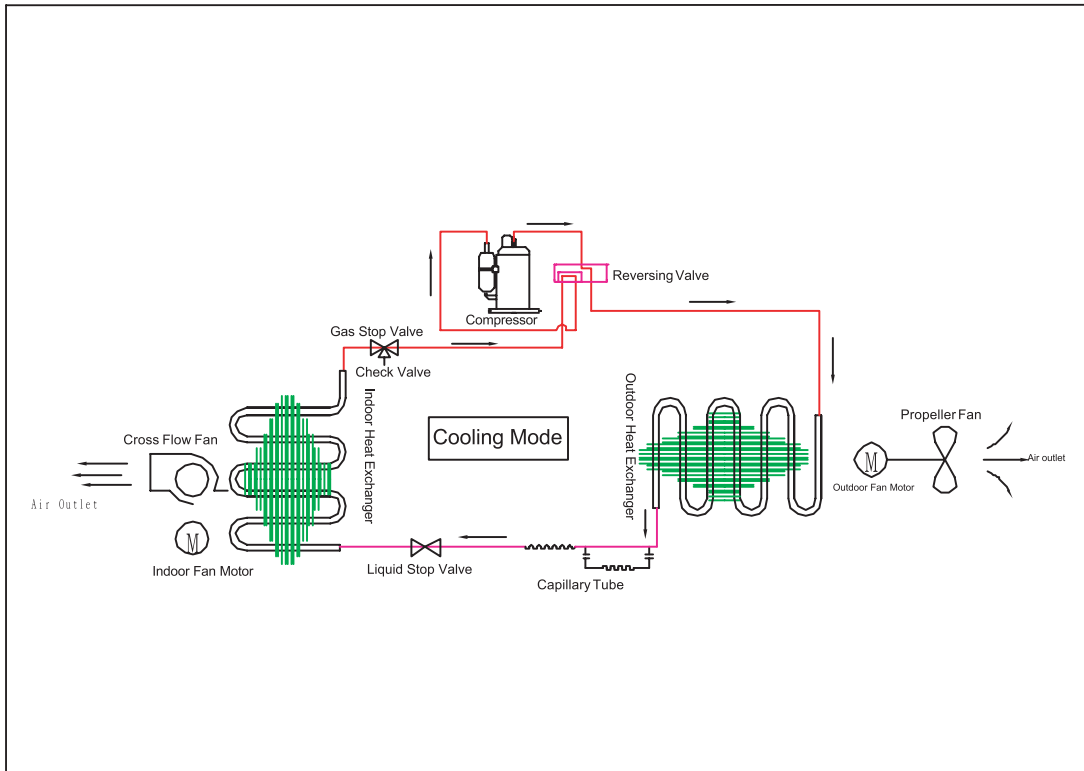 Reversing Valve
Compressor
Gas Stop Valve
Check Valve
Indoor Heat Exchanger
Outdoor Heat Exchanger
Cooling Mode
Propeller Fan
Cross Flow Fan
M
Air outlet
Outdoor Fan Motor
Air Outlet
M
Indoor Fan Motor
Liquid Stop Valve
Capillary Tube